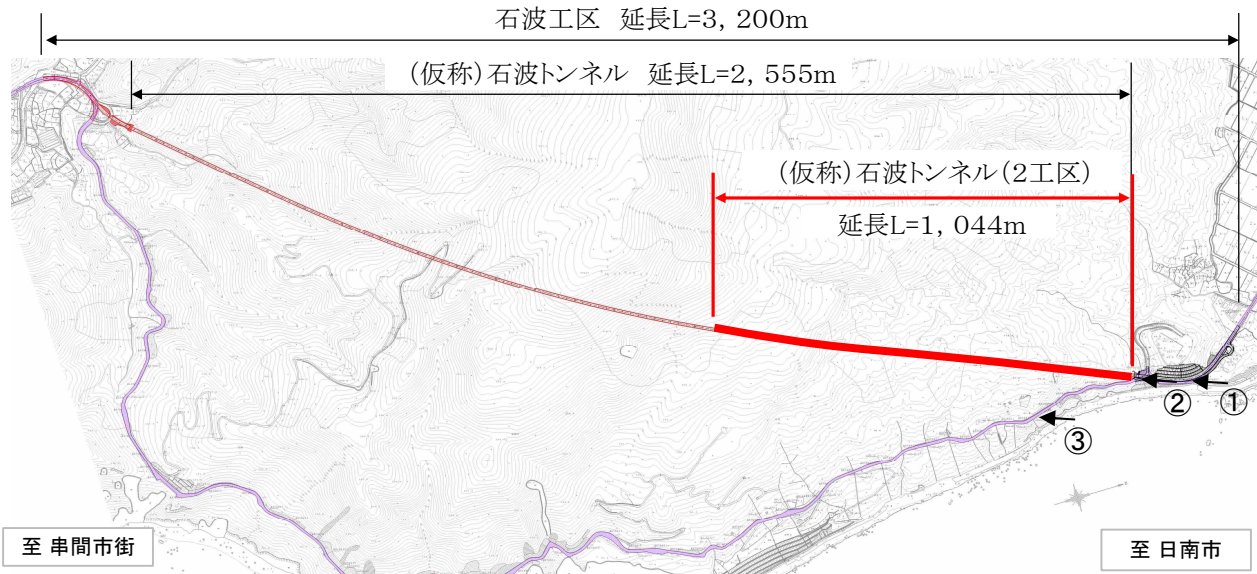 石波工区 延長L=3, 200m
(仮称)石波トンネル 延長L=2, 555m
(仮称)石波トンネル(2工区)
延長L=1, 044m
② ①
③
至 串間市街
至 日南市